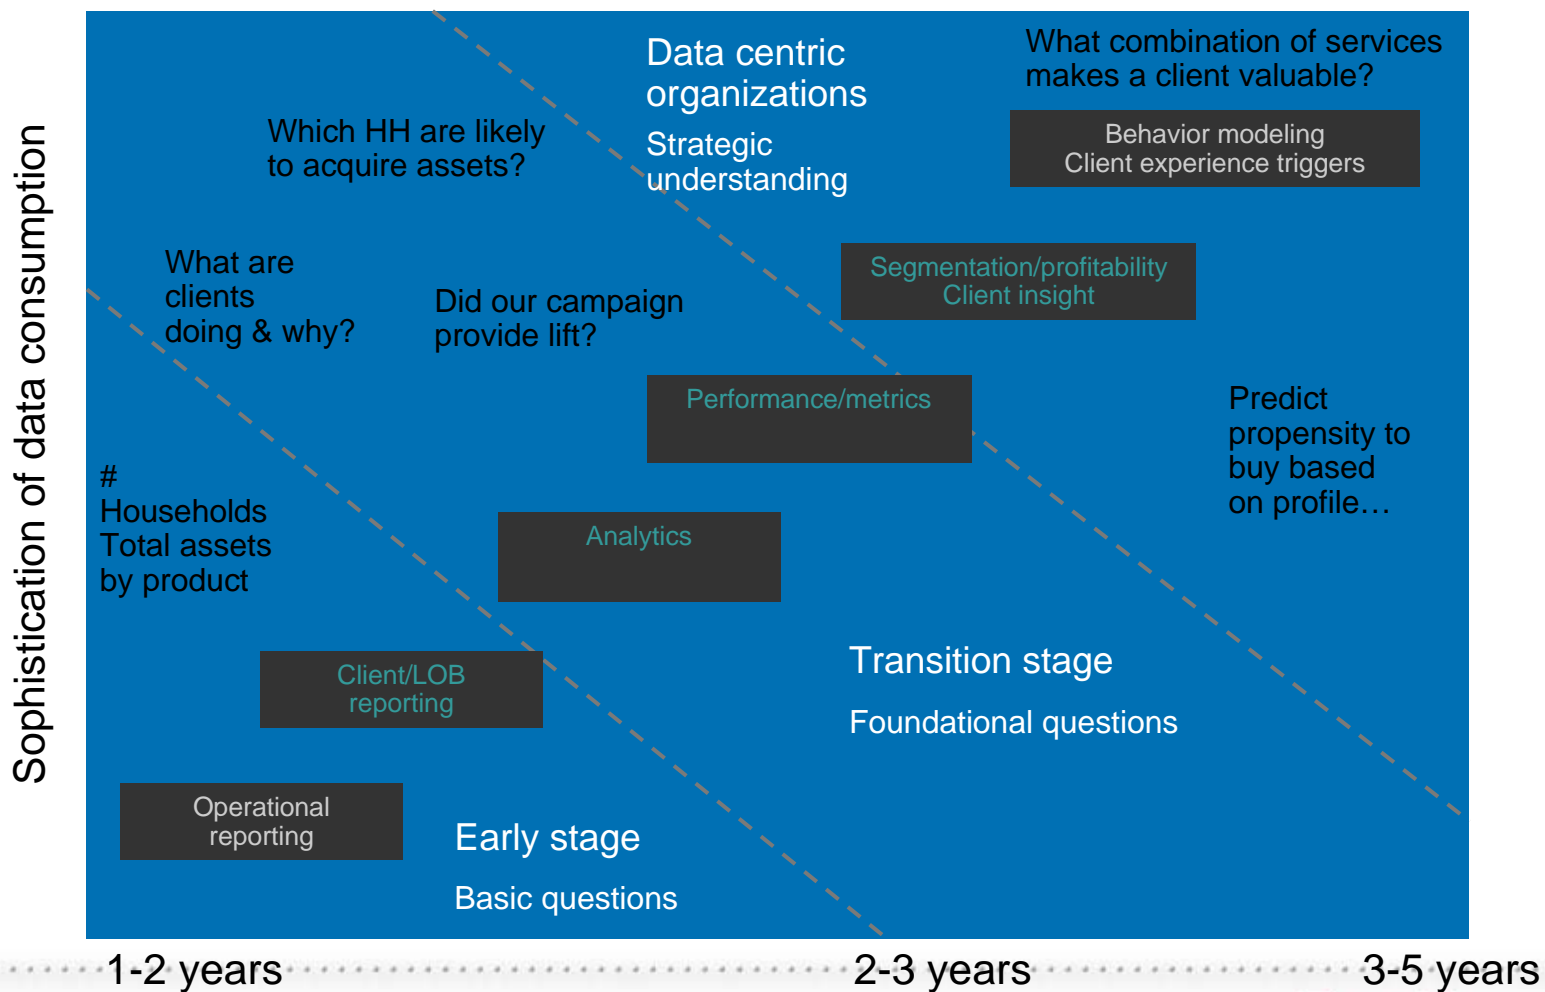 Sophistication of data consumption
Data centric
organizations
Strategic
understanding
What combination of services
makes a client valuable?
Behavior modeling
Client experience triggers
Which HH are likely
to acquire assets?
What are
clients
doing & why?
Did our campaign
provide lift?
Segmentation/profitability
Client insight
Performance/metrics
Predict
propensity to
buy based
on profile…
#
Households
Total assets
by product
Analytics
Client/LOB
reporting
Transition stage
Foundational questions
Operational
reporting
Early stage
Basic questions
1-2 years
2-3 years
3-5 years